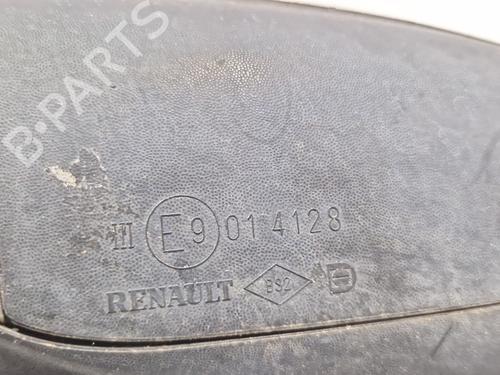 B-PARTS
III E9 014128
RENAULT BS2